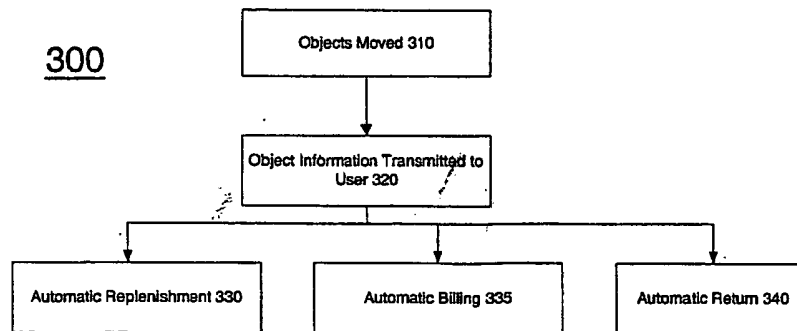 300
Objects Moved 310
Object Information Transmitted to
User 320
Automatic Replenishment 330
Automatic Billing 335
Automatic Return 340